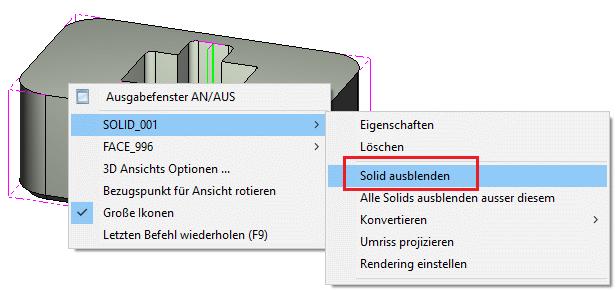 Ausgabefenster AN/AUS
SOLID_001
FACE_996
3D Ansichts Optionen ...
Bezugspunkt für Ansicht rotieren
Große Ikonen
Letzten Befehl wiederholen (F9)
Eigenschaften
Löschen
Solid ausblenden
Alle Solids ausblenden ausser diesem
Konvertieren
Umriss projizieren
Rendering einstellen